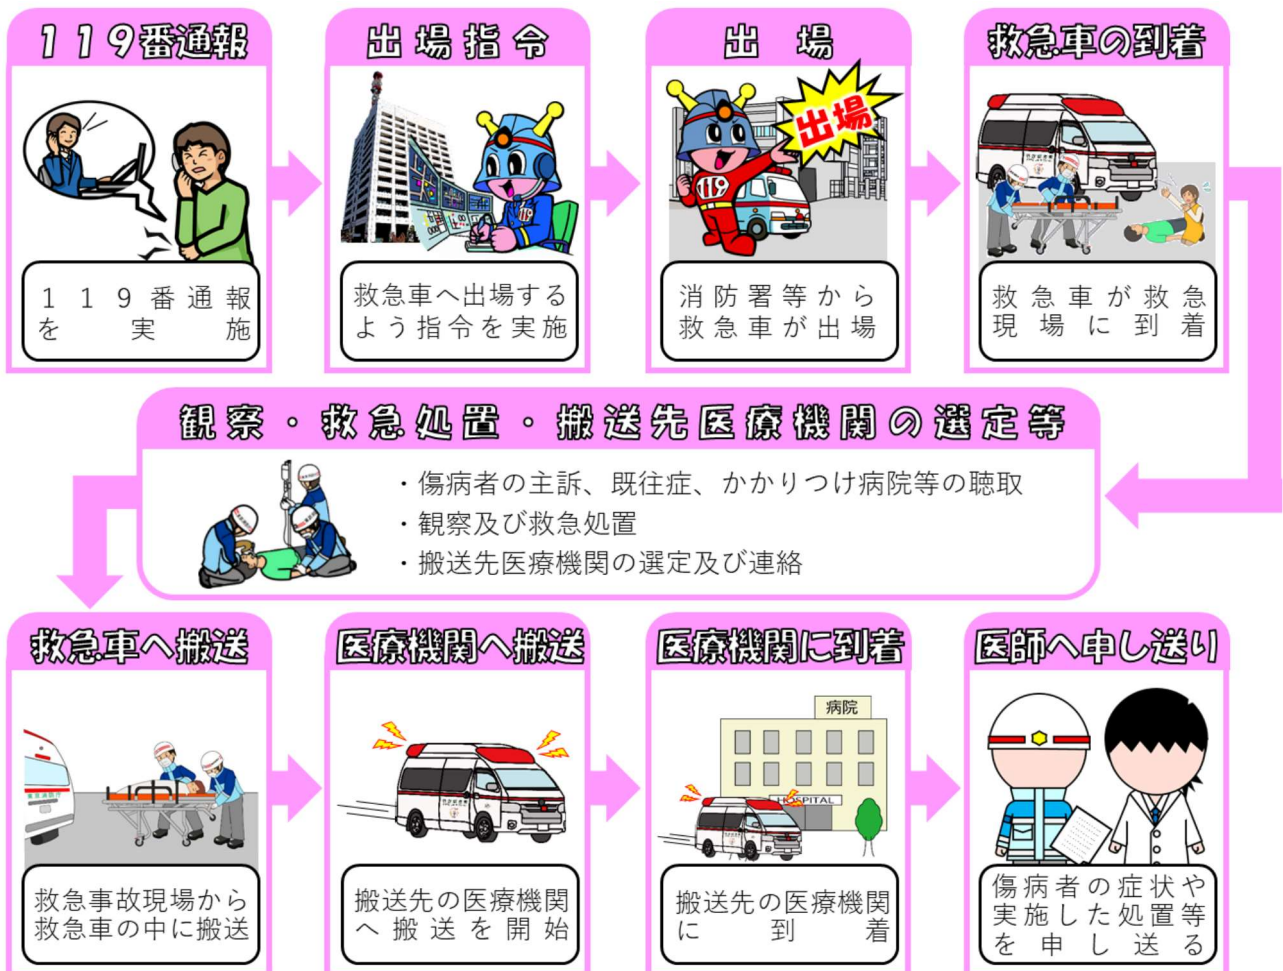 119番通報
出場指令
出場
救急車の到着
出場
119
119
119番通報
を実施
救急車へ出場する
よう指令を実施
消防署等から
救急車が出場
救急車が救急
現場に到着
観察・救急処置・搬送先医療機関の選定等
・傷病者の主訴、既往症、かかりつけ病院等の聴取
・観察及び救急処置
・搬送先医療機関の選定及び連絡
救急車へ搬送
医療機関へ搬送
医療機関に到着
医師へ申し送り
病院
HOSPITAL
救急事故現場から
救急車の中に搬送
搬送先の医療機関
へ搬送を開始
搬送先の医療機関
に到着
傷病者の症状や
実施した処置等
を申し送る